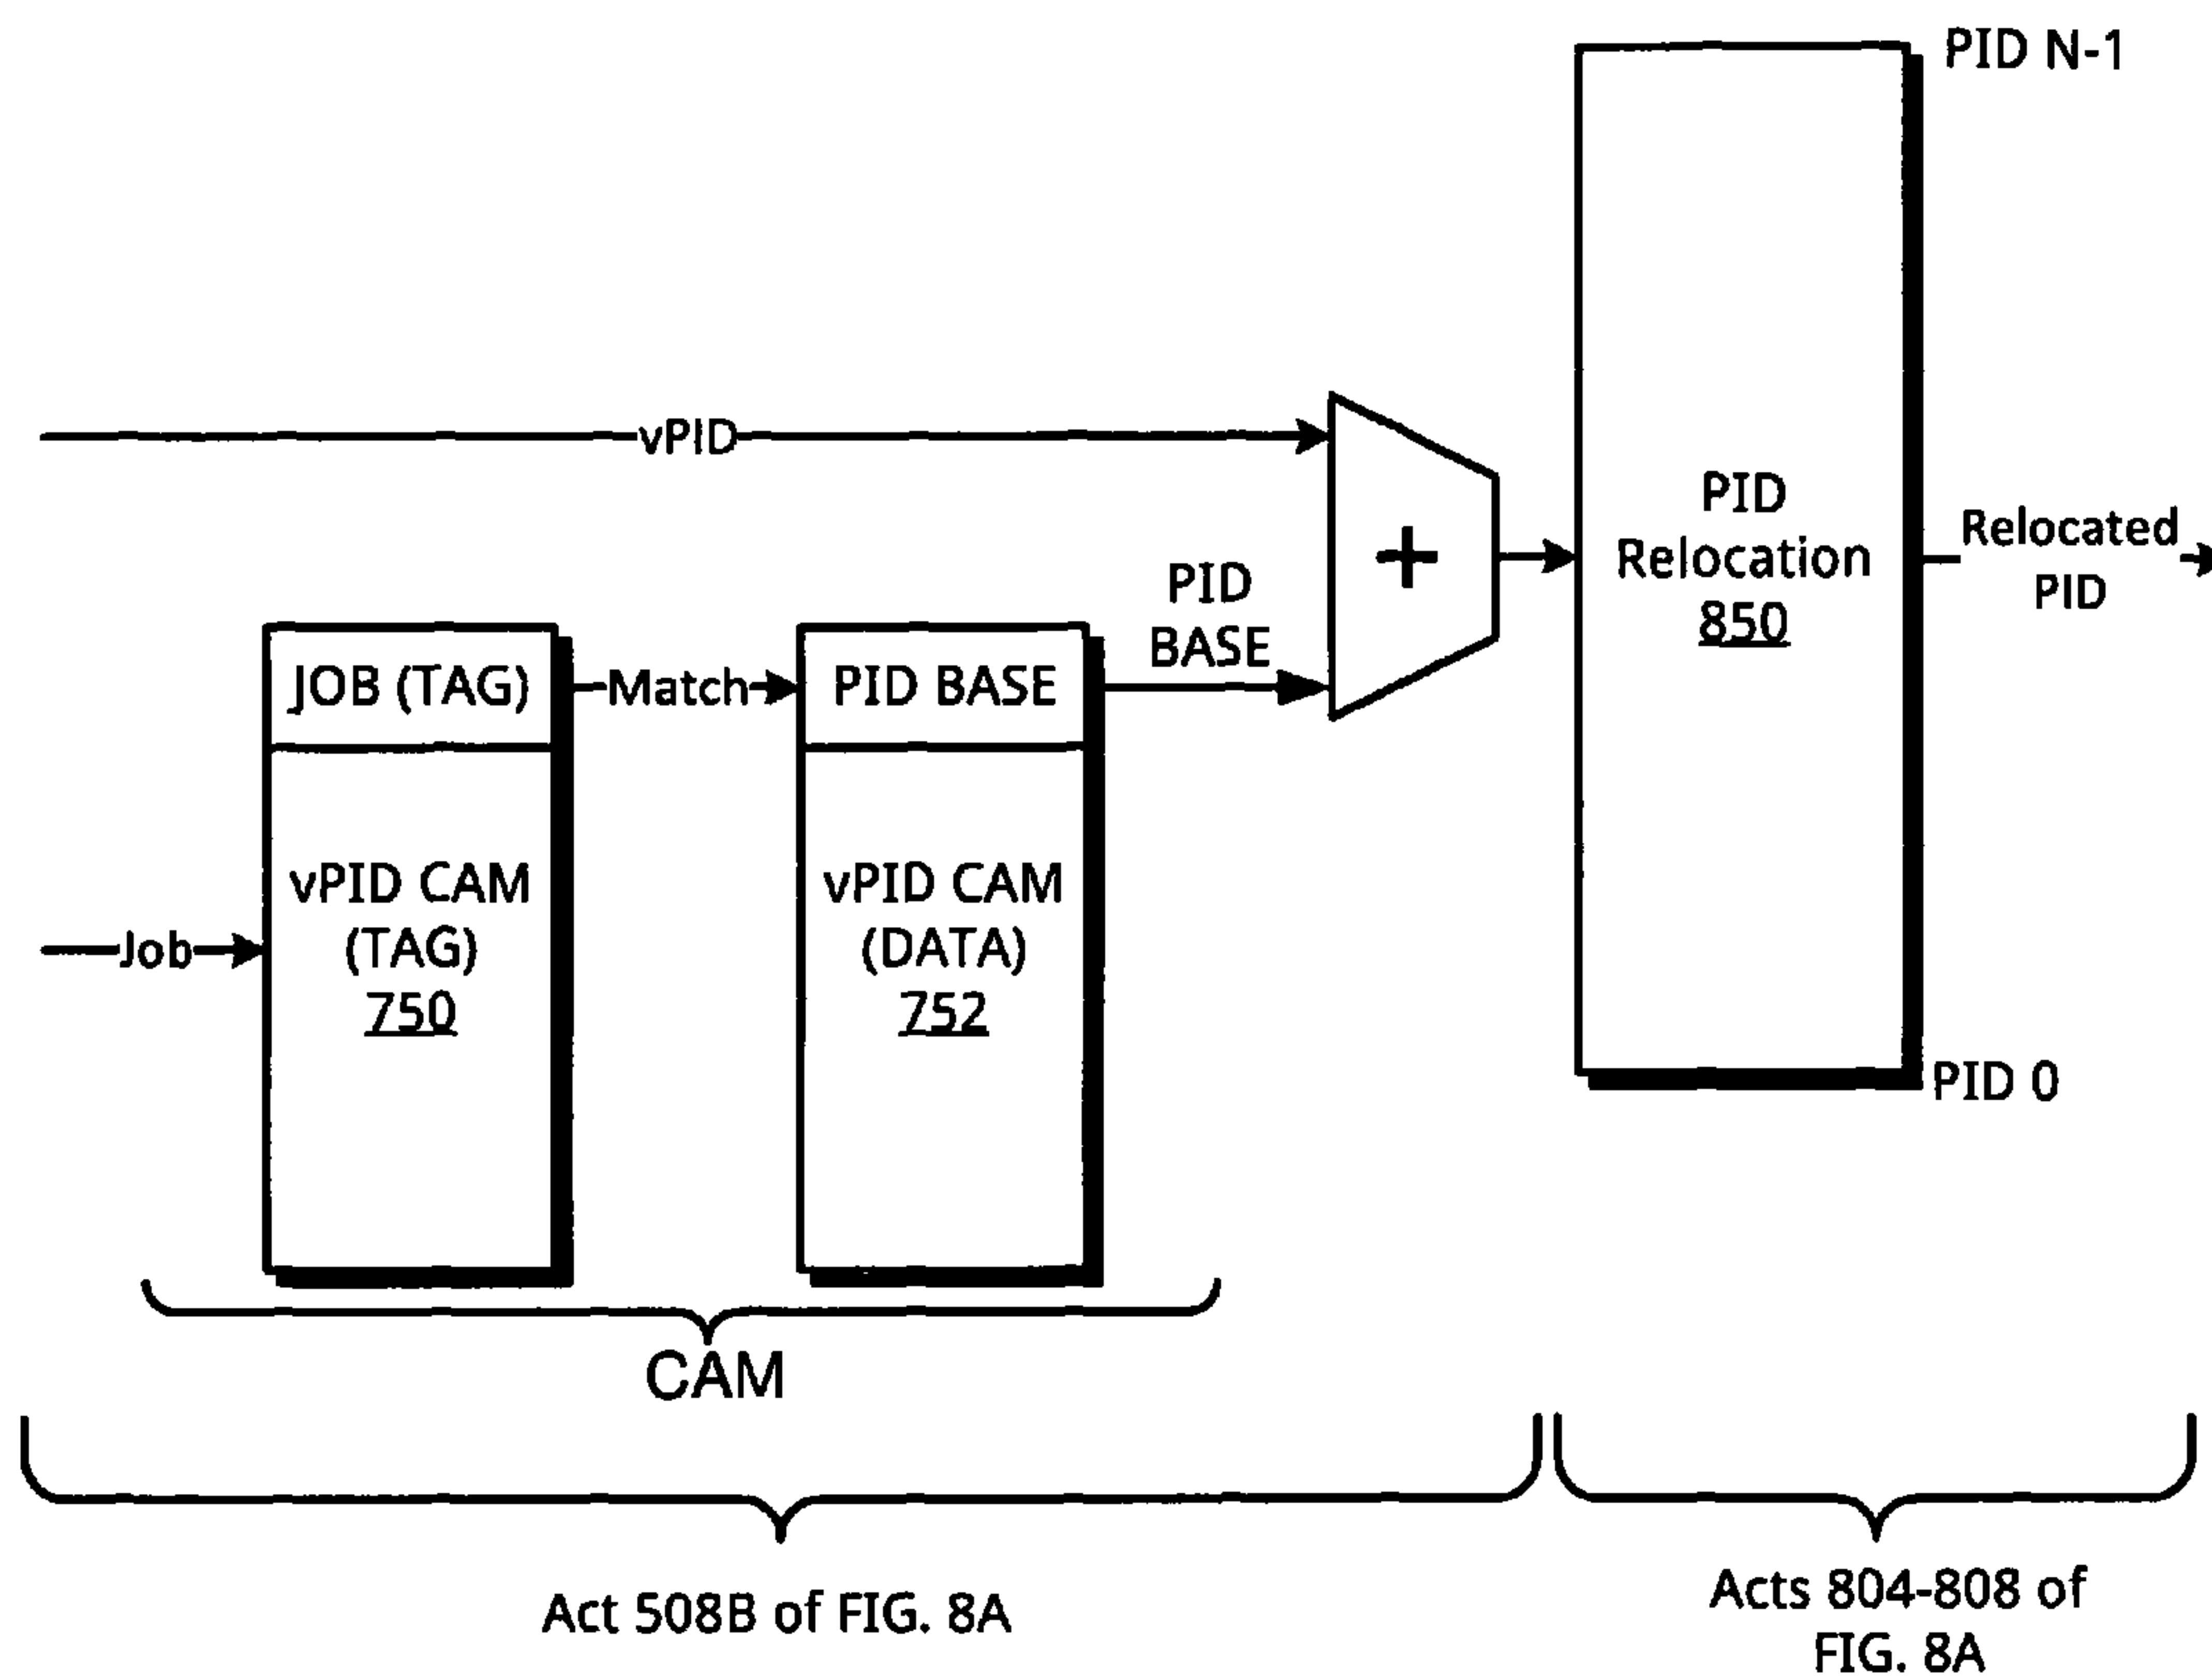 PID N-1
vPID
PID
Relocation
850
Relocated
PID
+
PID
BASE
JOB (TAG)
Match
PID BASE
vPID CAM
(TAG)
750
vPID CAM
(DATA)
752
Job
PID 0
CAM
Act 508B of FIG. 8A
Acts 804-808 of
FIG. 8A